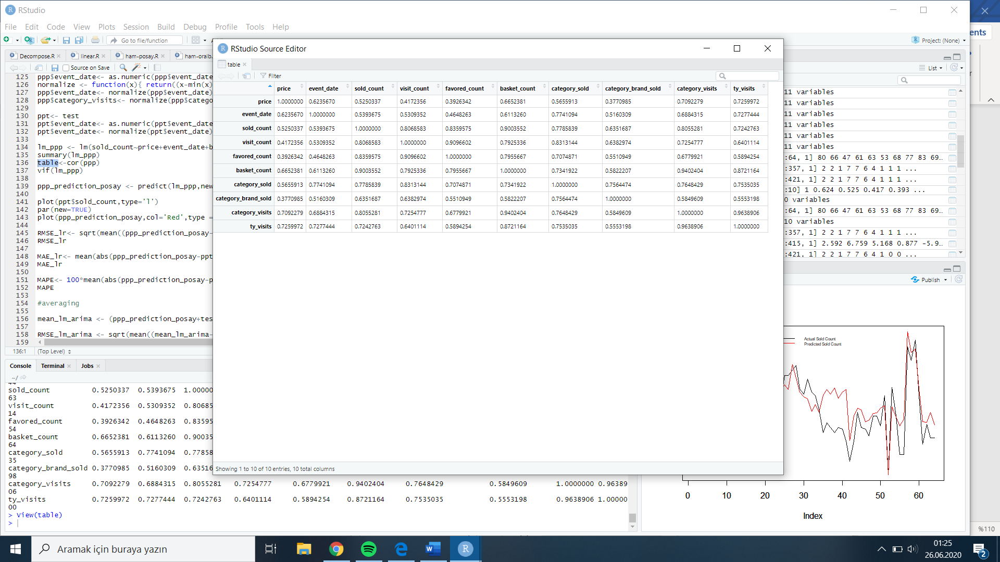 RStudio
File Edit Code View Plots Session Build Debug Profile Tools Help
Go to file/function
Project: (None)
Decompose.R linear.R ham-posay.R ham-oralb.
Source on Save
125 ppp$event_date<- as.numeric(ppp$event_date
126 normalize <- function(x){ return((x-min(x)
127 ppp$event_date<- normalize(ppp$event_date)
128 ppp$category_visits<- normalize(ppp$catego
129
130 ppt<- test
131 ppt$event_date<- as.numeric(ppt$event_date
132 ppt$event_date<- normalize(ppt$event_date)
133
134 lm_ppp <- lm(sold_count~price+event_date+b
135 summary(lm_ppp)
136 table<-cor(ppp)
137 vif(lm_ppp)
138
139 ppp_prediction_posay <- predict(lm_ppp,new
140
141 plot(ppt$sold_count,type='l')
142 par(new=TRUE)
143 plot(ppp_prediction_posay,col='Red',type =
144
145 RMSE_lr<- sqrt(mean((ppp_prediction_posay-
146 RMSE_lr
147
148 MAE_lr<- mean(abs(ppp_prediction_posay-ppt
149 MAE_lr
150
151 MAPE<- 100*mean(abs(ppp_prediction_posay-p
152 MAPE
153
154 #averaging
155
156 mean_lm_arima <- (ppp_prediction_posay+tes
157
158 RMSE_lm_arima <- sqrt(mean((mean_lm_arima-
159
136:1 (Top Level)
RStudio Source Editor
table
Filter
price event_date sold_count visit_count favored_count basket_count category_sold category_brand_sold category_visits ty_visits
price 1.0000000 0.6235670 0.5250337 0.4172356 0.3926342 0.6652381 0.5655913 0.3770985 0.7092279 0.7259972
event_date 0.6235670 1.0000000 0.5393675 0.5309352 0.4648263 0.6113260 0.7741094 0.5160309 0.6884315 0.7277444
sold_count 0.5250337 0.5393675 1.0000000 0.8068583 0.8359575 0.9003552 0.7785839 0.6351687 0.8055281 0.7242763
visit_count 0.4172356 0.5309352 0.8068583 1.0000000 0.9096602 0.7925336 0.8313144 0.6382974 0.7254777 0.6401114
favored_count 0.3926342 0.4648263 0.8359575 0.9096602 1.0000000 0.7955667 0.7074871 0.5510949 0.6779921 0.5894254
basket_count 0.6652381 0.6113260 0.9003552 0.7925336 0.7955667 1.0000000 0.7341922 0.5822207 0.9402404 0.8721164
category_sold 0.5655913 0.7741094 0.7785839 0.8313144 0.7074871 0.7341922 1.0000000 0.7564474 0.7648429 0.7535035
category_brand_sold 0.3770985 0.5160309 0.6351687 0.6382974 0.5510949 0.5822207 0.7564474 1.0000000 0.5849609 0.5553198
category_visits 0.7092279 0.6884315 0.8055281 0.7254777 0.6779921 0.9402404 0.7648429 0.5849609 1.0000000 0.9638906
ty_visits 0.7259972 0.7277444 0.7242763 0.6401114 0.5894254 0.8721164 0.7535035 0.5553198 0.9638906 1.0000000
Showing 1 to 10 of 10 entries, 10 total columns
ents
List
11 variables
11 variables
11 variables
11 variables
11 variables
11 variables
:64, 1] 80 66 47 61 63 53 68 77 83 69…
:357, 1] 2 2 1 7 7 6 4 1 1 1 ...
:421, 1] 2 2 1 7 7 6 4 1 1 1 ...
:10] 1 0.624 0.525 0.417 0.393 ...
0 variables
:64, 1] 80 66 47 61 63 53 68 77 83 69…
10 variables
:357, 1] 2 2 1 7 7 6 4 1 1 1 ...
:415, 1] 2.592 6.759 5.168 0.877 -5.9…
:421, 1] 2 2 1 7 7 6 4 1 0 0 ...
Publish
Actual Sold Count
Predicted Sold Count
0 10 20 30 40 50 60
Index
Console Terminal Jobs
~/
44
sold_count 0.5250337 0.5393675 1.00000
63
visit_count 0.4172356 0.5309352 0.80685
14
favored_count 0.3926342 0.4648263 0.83595
54
basket_count 0.6652381 0.6113260 0.90035
64
category_sold 0.5655913 0.7741094 0.77858
35
category_brand_sold 0.3770985 0.5160309 0.63516
98
category_visits 0.7092279 0.6884315 0.8055281 0.7254777 0.6779921 0.9402404 0.7648429 0.5849609 1.0000000 0.96389
06
ty_visits 0.7259972 0.7277444 0.7242763 0.6401114 0.5894254 0.8721164 0.7535035 0.5553198 0.9638906 1.00000
00
> View(table)
>
%110
Aramak için buraya yazın
01:25
26.06.2020
2